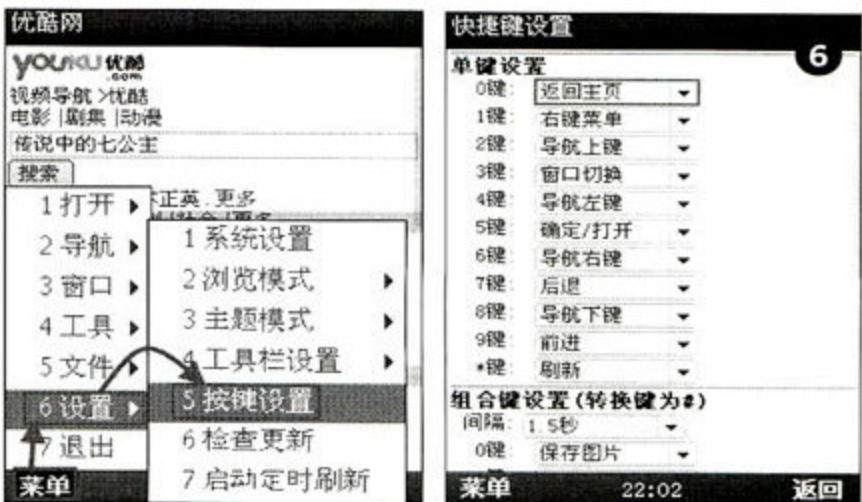 优酷网
YOUKU优酷
.com
视频导航>优酷
电影|剧集|动漫
传说中的七公主
搜索
正英.更多
1打开
2导航
3窗口
4工具
5文件
6设置
7退出
菜单
1系统设置
2浏览模式
3主题模式
4工具栏设置
5按键设置
6检查更新
7启动定时刷新
快捷键设置
6
单键设置
0键: 返回主页
1键: 右键菜单
2键: 导航上键
3键: 窗口切换
4键: 导航左键
5键: 确定/打开
6键: 导航右键
7键: 后退
8键: 导航下键
9键: 前进
*键: 刷新
组合键设置(转换键为#)
间隔: 1.5秒
0键: 保存图片
菜单 22:02 返回